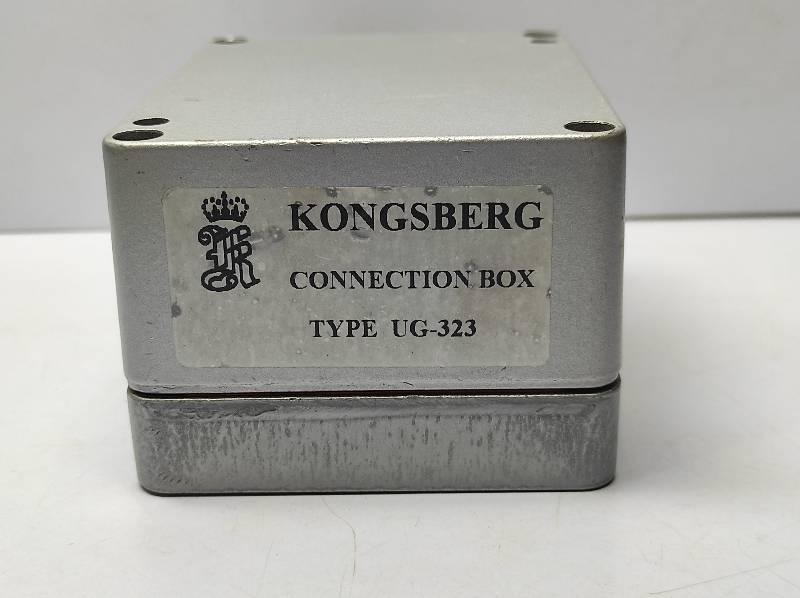 KONGSBERG
CONNECTION BOX
TYPE UG-323